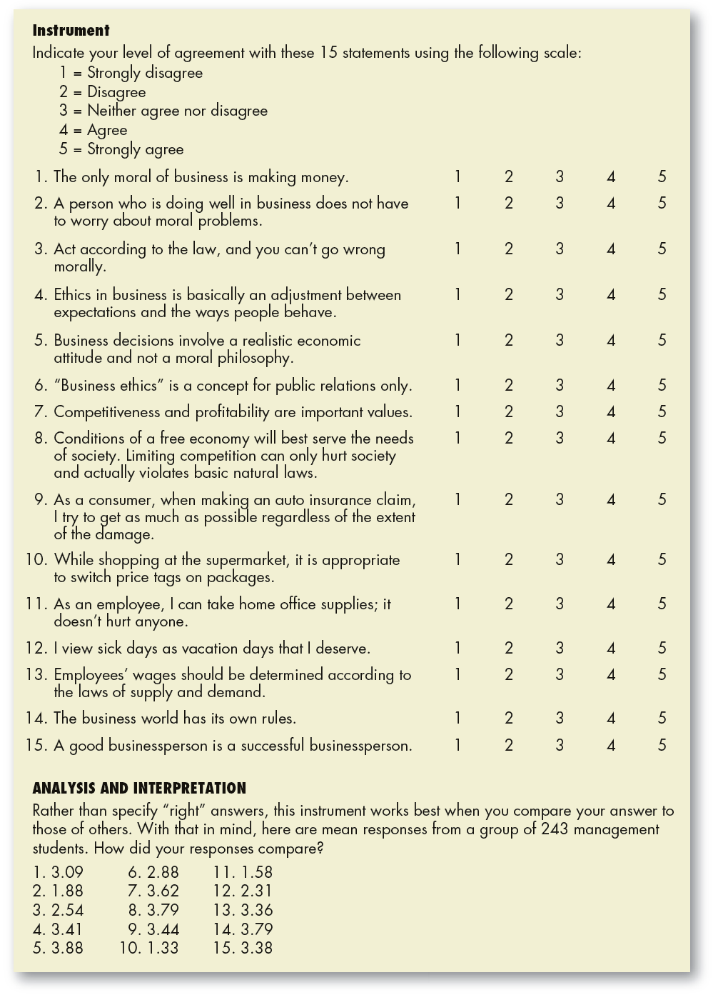 Instrument
Indicate your level of agreement with these 15 statements using the following scale:
1 = Strongly disagree
2 = Disagree
3 = Neither agree nor disagree
4 = Agree
5 = Strongly agree
1. The only moral of business is making money. 1 2 3 4 5
2. A person who is doing well in business does not have 1 2 3 4 5
to worry about moral problems.
3. Act according to the law, and you can't go wrong 1 2 3 4 5
morally.
4. Ethics in business is basically an adjustment between 1 2 3 4 5
expectations and the ways people behave.
5. Business decisions involve a realistic economic 1 2 3 4 5
attitude and not a moral philosophy.
6. “Business ethics” is a concept for public relations only. 1 2 3 4 5
7. Competitiveness and profitability are important values. 1 2 3 4 5
8. Conditions of a free economy will best serve the needs 1 2 3 4 5
of society. Limiting competition can only hurt society
and actually violates basic natural laws.
9. As a consumer, when making an auto insurance claim, 1 2 3 4 5
I try to get as much as possible regardless of the extent
of the damage.
10. While shopping at the supermarket, it is appropriate 1 2 3 4 5
to switch price tags on packages.
11. As an employee, I can take home office supplies; it 1 2 3 4 5
doesn't hurt anyone.
12. I view sick days as vacation days that I deserve. 1 2 3 4 5
13. Employees' wages should be determined according to 1 2 3 4 5
the laws of supply and demand.
14. The business world has its own rules. 1 2 3 4 5
15. A good businessperson is a successful businessperson. 1 2 3 4 5
ANALYSIS AND INTERPRETATION
Rather than specify “right” answers, this instrument works best when you compare your answer to
those of others. With that in mind, here are mean responses from a group of 243 management
students. How did your responses compare?
1. 3.09 6. 2.88 11. 1.58
2. 1.88 7. 3.62 12. 2.31
3. 2.54 8. 3.79 13. 3.36
4. 3.41 9. 3.44 14. 3.79
5. 3.88 10. 1.33 15. 3.38